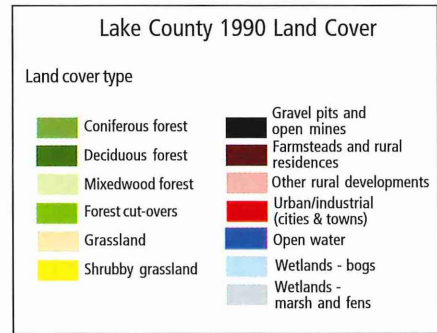 Lake County 1990 Land Cover
Land cover type
Coniferous forest
Deciduous forest
Mixedwood forest
Forest cut-overs
Grassland
Shrubby grassland
Gravel pits and
open mines
Farmsteads and rural
residences
Other rural developments
Urban/industrial
(cities & towns)
Open water
Wetlands - bogs
Wetlands -
marsh and fens